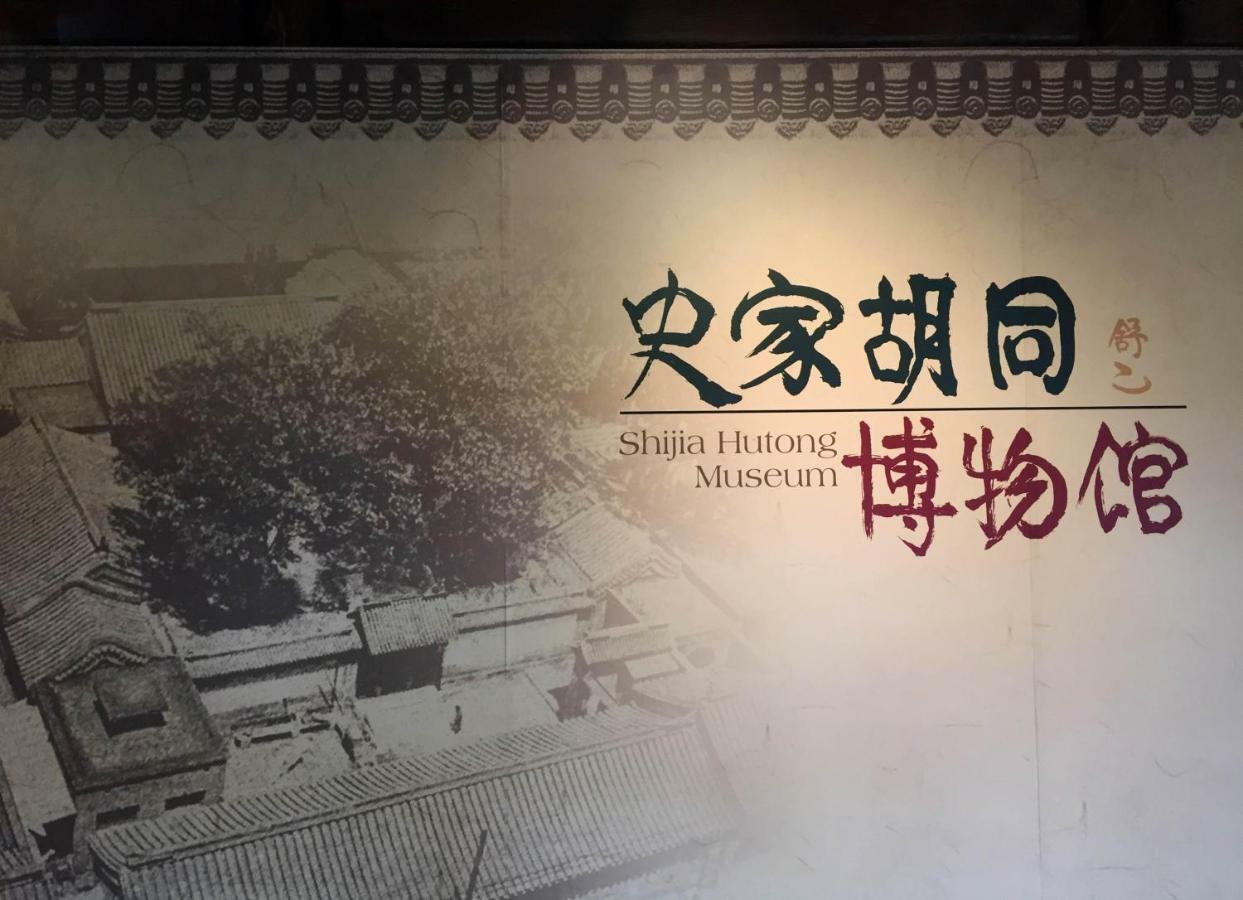 史家胡同
舒乙
Shijia Hutong
Museum
博物馆